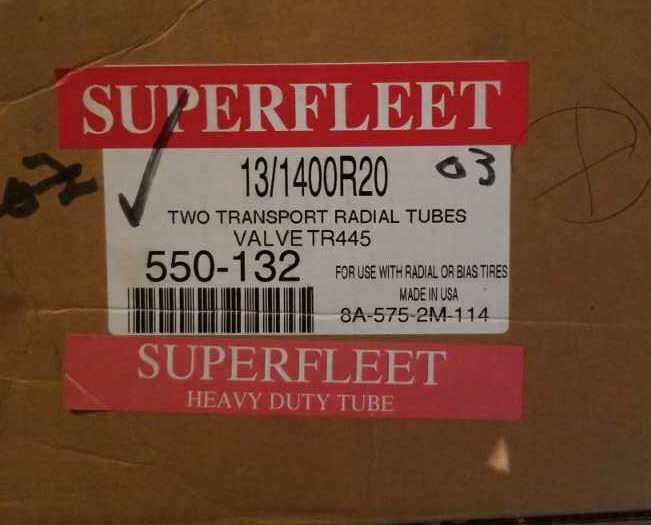 SUPERFLEET
13/1400R20
03
TWO TRANSPORT RADIAL TUBES
VALVE TR445
550-132
FOR USE WITH RADIAL OR BIAS TIRES
MADE IN USA
8A-575-2M-114
SUPERFLEET
HEAVY DUTY TUBE